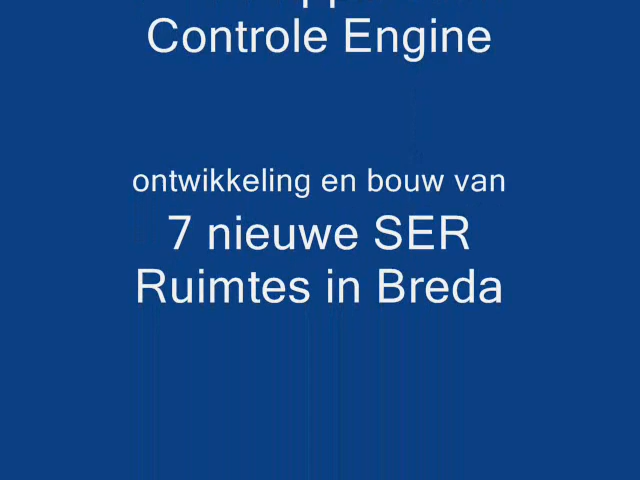 Controle Engine
ontwikkeling en bouw van
7 nieuwe SER
Ruimtes in Breda